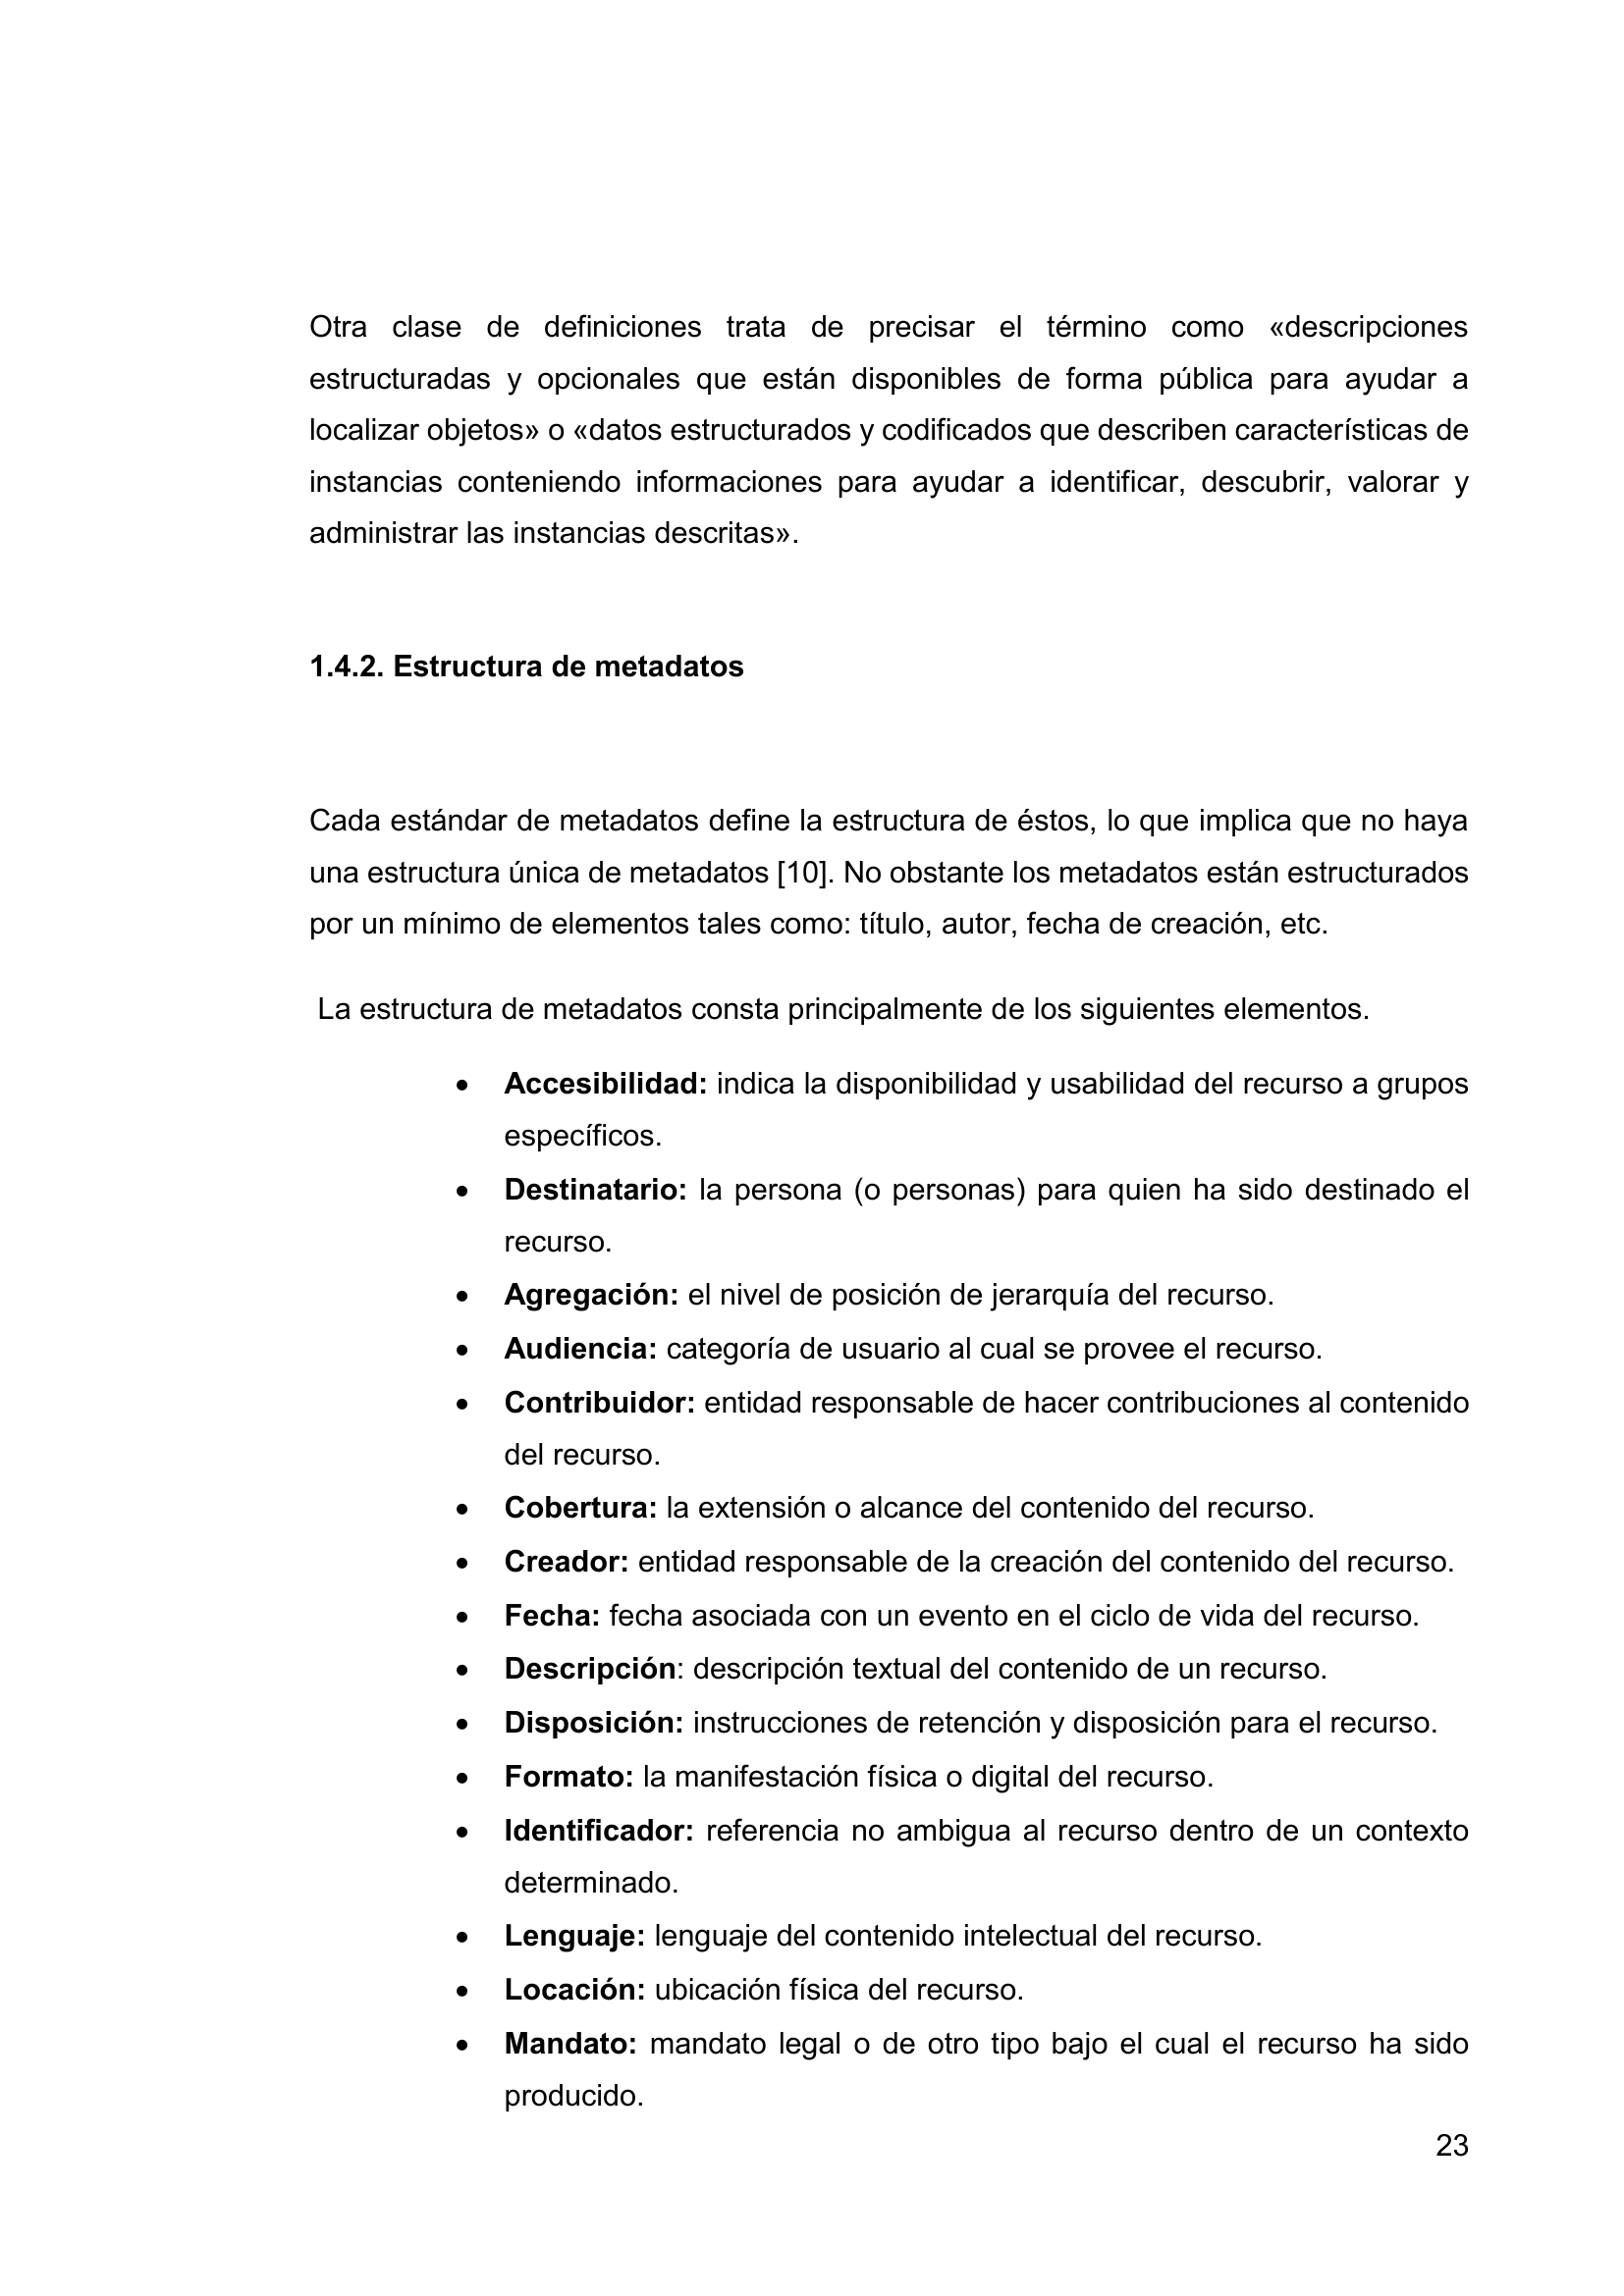 Otra clase de definiciones trata de precisar el término como «descripciones
estructuradas y opcionales que están disponibles de forma pública para ayudar a
localizar objetos» o «datos estructurados y codificados que describen características de
instancias conteniendo informaciones para ayudar a identificar, descubrir, valorar y
administrar las instancias descritas».
1.4.2. Estructura de metadatos
Cada estándar de metadatos define la estructura de éstos, lo que implica que no haya
una estructura única de metadatos [10]. No obstante los metadatos están estructurados
por un mínimo de elementos tales como: título, autor, fecha de creación, etc.
La estructura de metadatos consta principalmente de los siguientes elementos.
• Accesibilidad: indica la disponibilidad y usabilidad del recurso a grupos
específicos.
• Destinatario: la persona (o personas) para quien ha sido destinado el
recurso.
• Agregación: el nivel de posición de jerarquía del recurso.
• Audiencia: categoría de usuario al cual se provee el recurso.
• Contribuidor: entidad responsable de hacer contribuciones al contenido
del recurso.
• Cobertura: la extensión o alcance del contenido del recurso.
• Creador: entidad responsable de la creación del contenido del recurso.
• Fecha: fecha asociada con un evento en el ciclo de vida del recurso.
• Descripción: descripción textual del contenido de un recurso.
• Disposición: instrucciones de retención y disposición para el recurso.
• Formato: la manifestación física o digital del recurso.
• Identificador: referencia no ambigua al recurso dentro de un contexto
determinado.
• Lenguaje: lenguaje del contenido intelectual del recurso.
• Locación: ubicación física del recurso.
• Mandato: mandato legal o de otro tipo bajo el cual el recurso ha sido
producido.
23